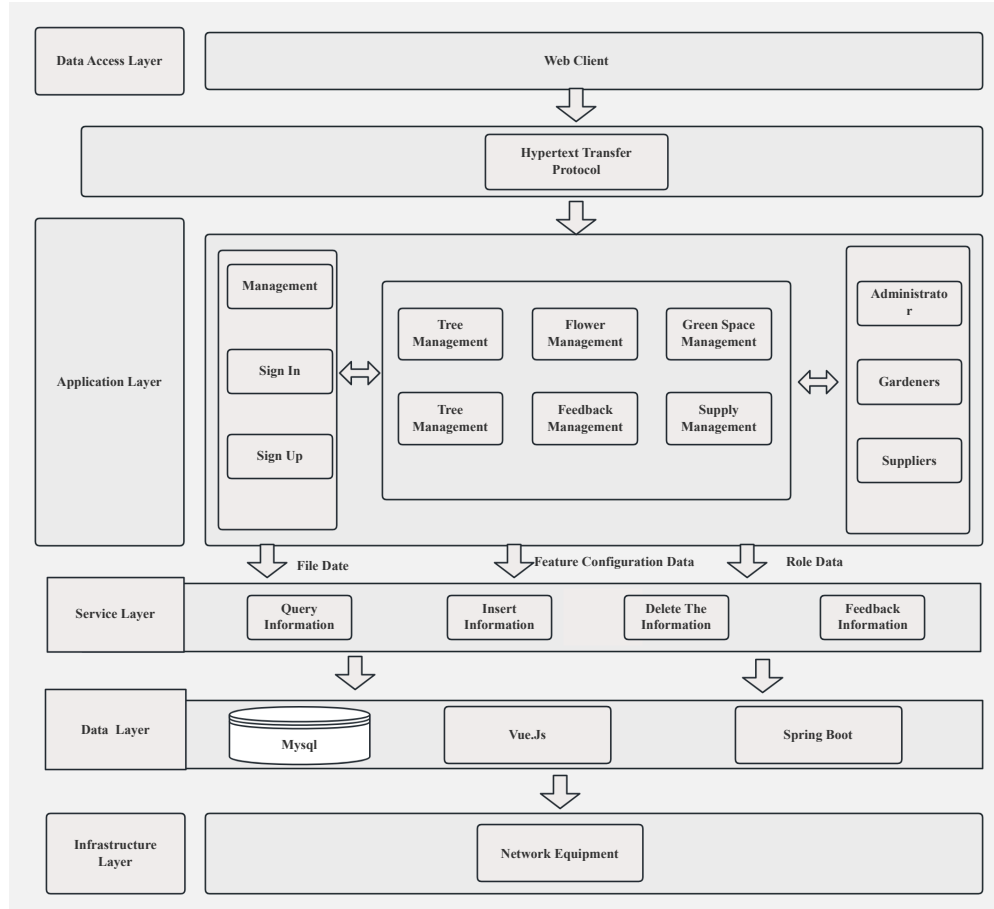 Data Access Layer
Web Client
Hypertext Transfer
Protocol
Application Layer
Management
Sign In
Sign Up
Tree
Management
Flower
Management
Green Space
Management
Tree
Management
Feedback
Management
Supply
Management
Administrato
r
Gardeners
Suppliers
File Date
Feature Configuration Data
Role Data
Service Layer
Query
Information
Insert
Information
Delete The
Information
Feedback
Information
Data Layer
Mysql
Vue.Js
Spring Boot
Infrastructure
Layer
Network Equipment